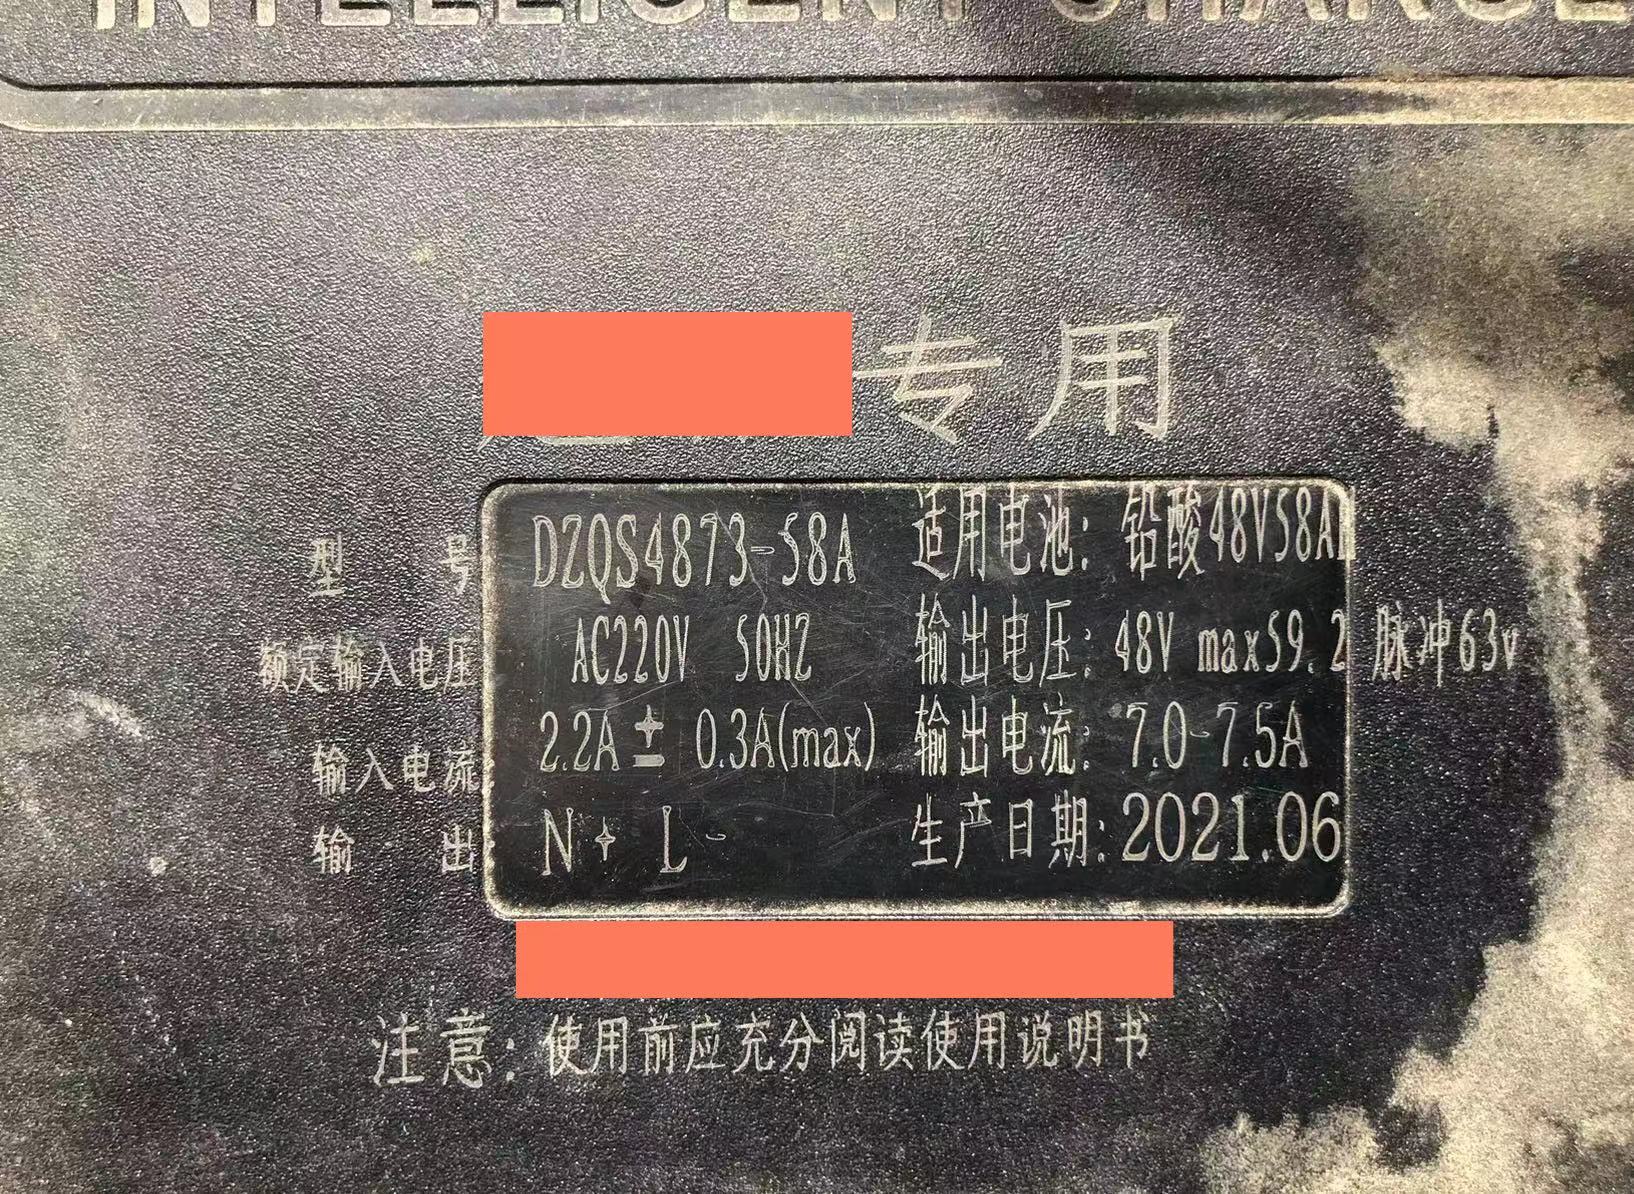 INTELLIGENT CHARGE
专用
型 号 DZQS4873-58A 适用电池: 铅酸48V58A
额定输入电压 AC220V 50HZ 输出电压: 48V max59.2 脉冲63v
输入电流 2.2A± 0.3A(max) 输出电流: 7.0-7.5A
输 出 N+ L- 生产日期: 2021.06
注意: 使用前应充分阅读使用说明书